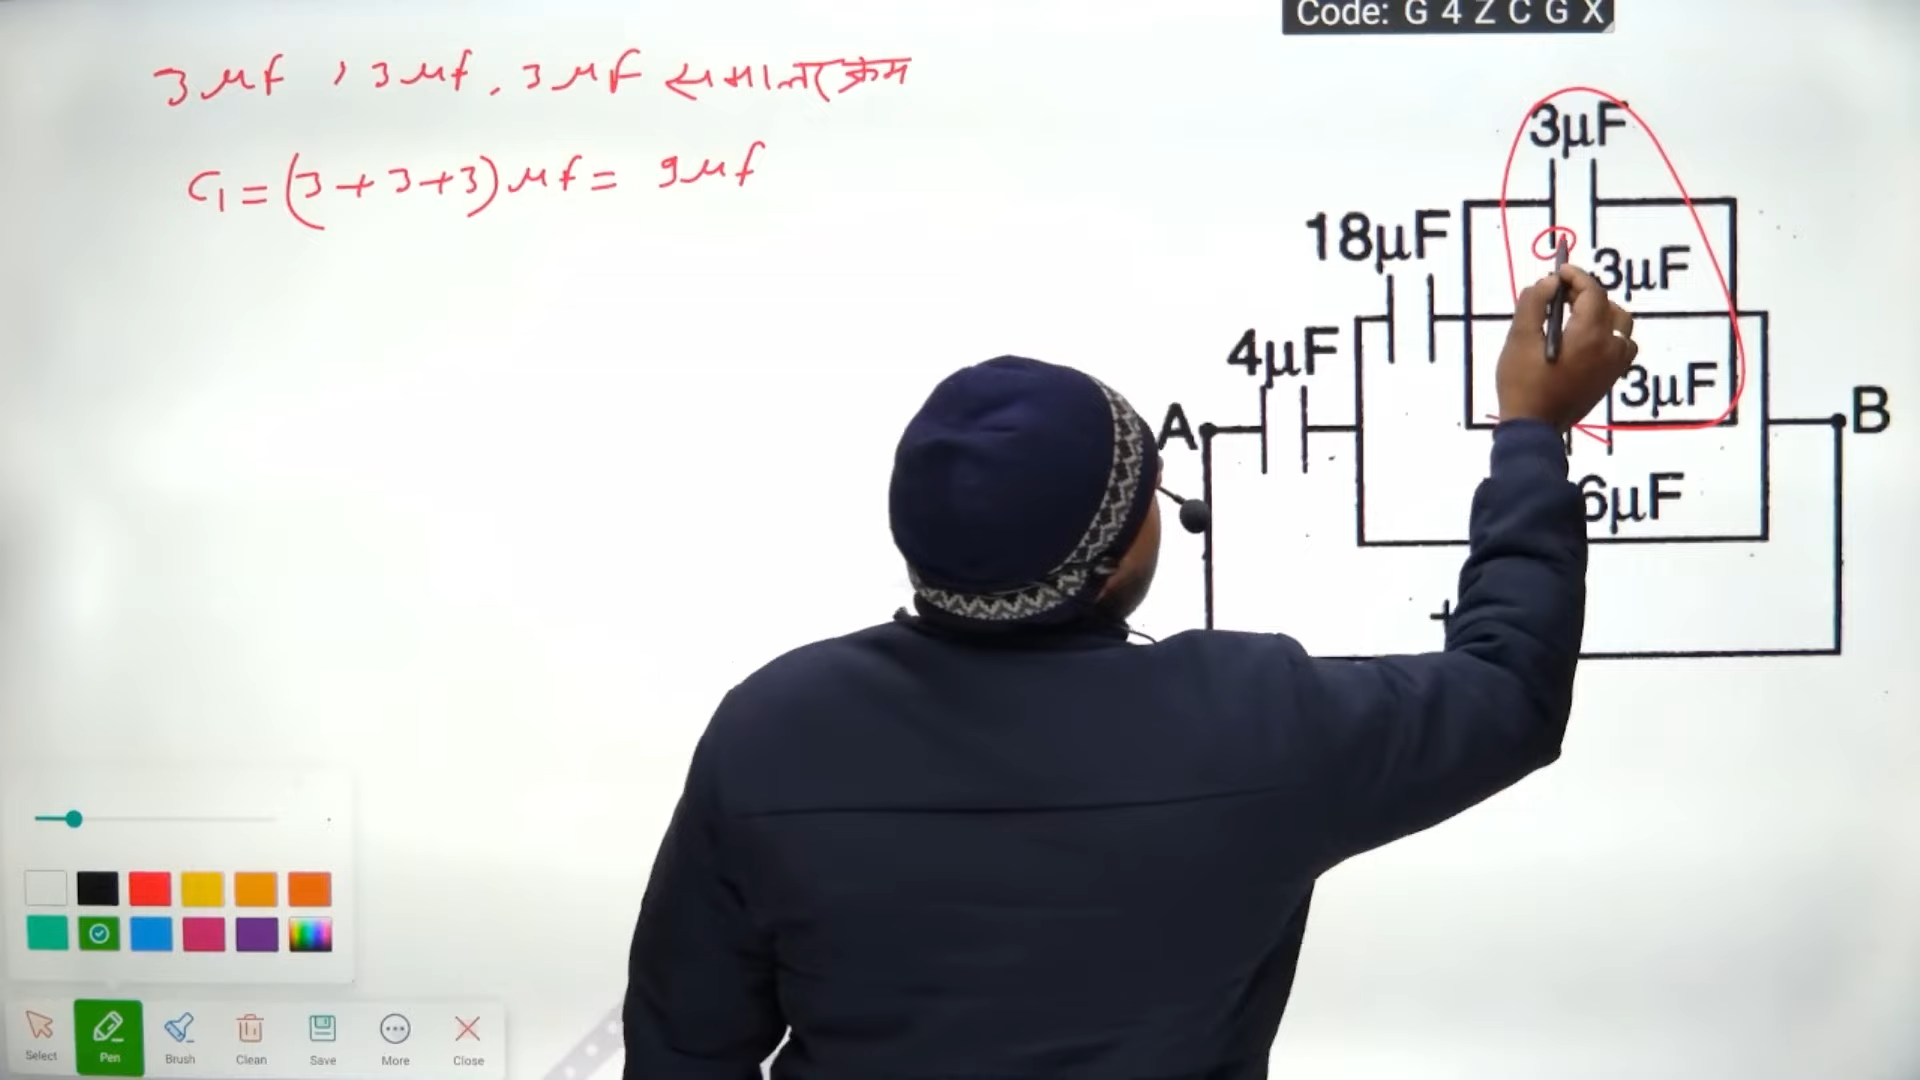 Code: G 4 Z C G X
3μf , 3μf, 3μF समान्तर क्रम
C1 = (3+3+3)μf = 9μf
3μF
18μF
3μF
4μF
3μF
A
B
6μF
+
Select
Pen
Brush
Clean
Save
More
Close